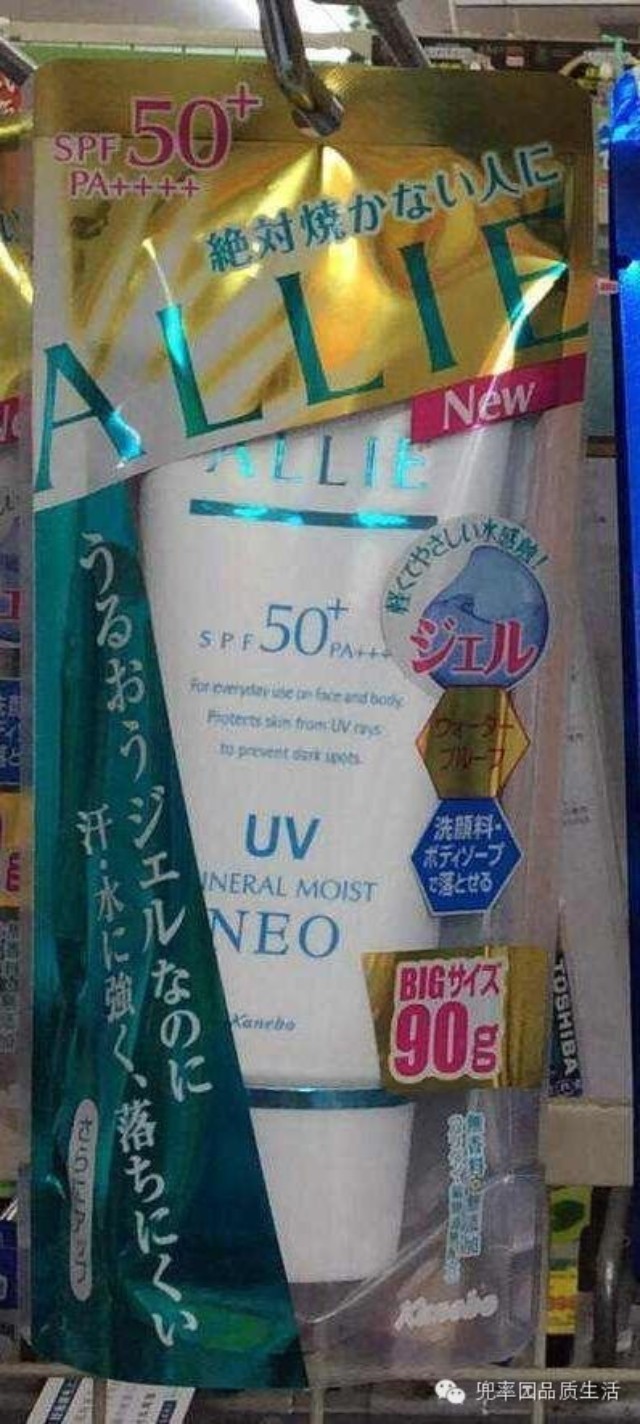 SPF 50+
PA++++
絶対焼かない人に
ALLIE
New
ALLIE
軽くてやさしい水感触!
ジェル
SPF 50+ PA+++
For everyday use on face and body.
Protects skin from UV rays
to prevent dark spots.
ウォーター
プルーフ
洗顔料・
ボディソープ
で落とせる
UV
INERAL MOIST
NEO
Kanebo
うるおうジェルなのに
汗・水に強く、落ちにくい
BIGサイズ
90g
TOSHIBA
Kanebo
兜率园品质生活